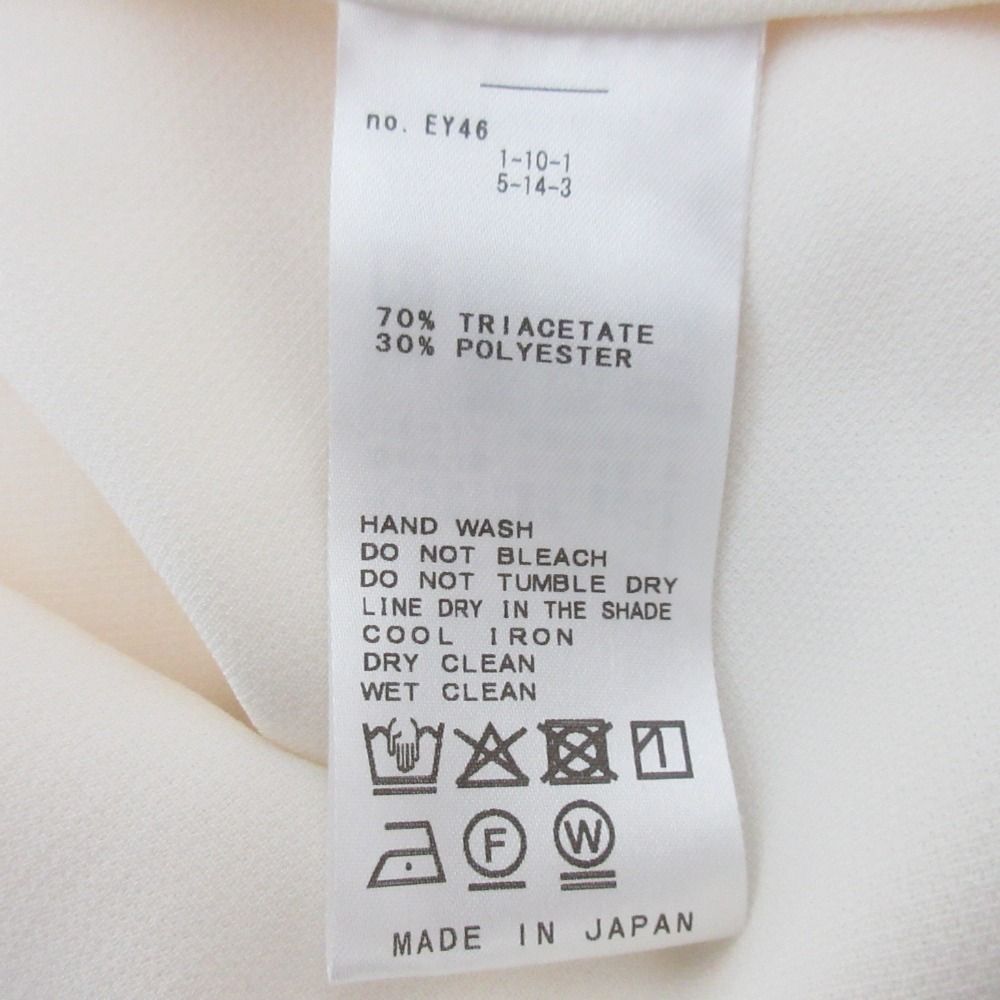 no. EY46
1-10-1
5-14-3
70% TRIACETATE
30% POLYESTER
HAND WASH
DO NOT BLEACH
DO NOT TUMBLE DRY
LINE DRY IN THE SHADE
COOL IRON
DRY CLEAN
WET CLEAN
F W
MADE IN JAPAN